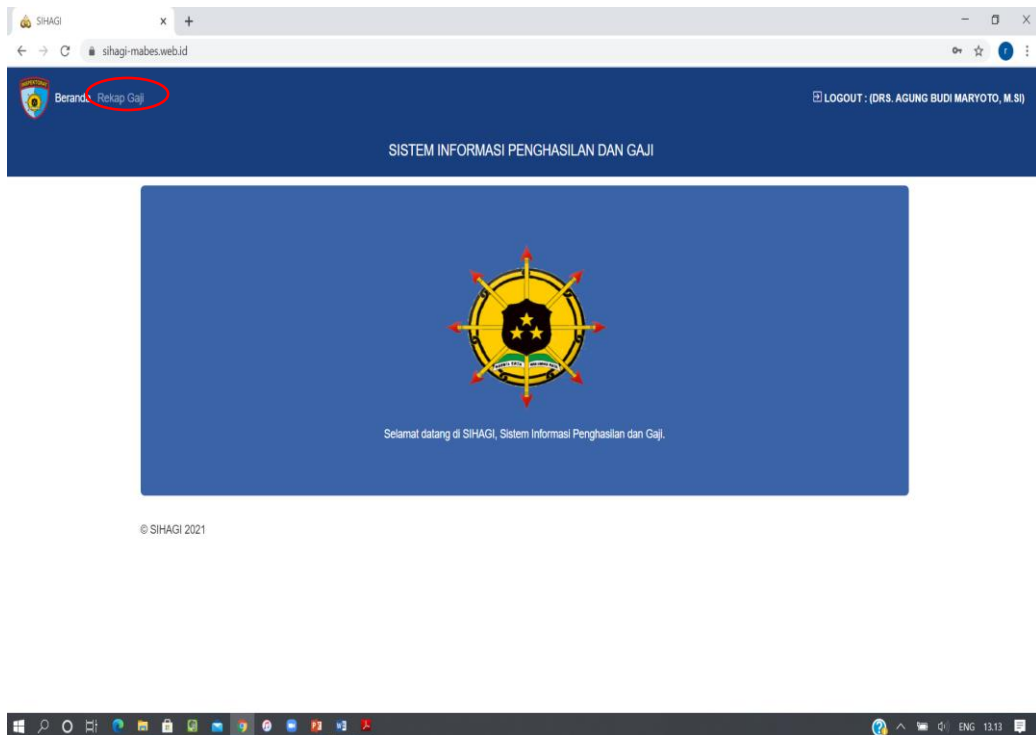 SIHAGI
sihagi-mabes.web.id
INSPEKTORAT
Beranda Rekap Gaji
LOGOUT : (DRS. AGUNG BUDI MARYOTO, M.SI)
SISTEM INFORMASI PENGHASILAN DAN GAJI
Selamat datang di SIHAGI, Sistem Informasi Penghasilan dan Gaji.
© SIHAGI 2021
ENG 13.13